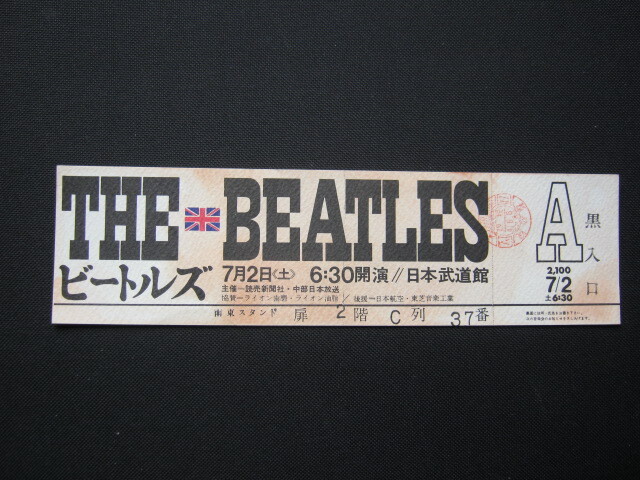 THE BEATLES
ビートルズ
7月2日〈土〉 6:30開演//日本武道館
主催―読売新聞社・中部日本放送
協賛―ライオン歯磨・ライオン油脂/後援―日本航空・東芝音楽工業
南東スタンド 扉 2階 C列 37番
A
黒入口
2,100
7/2
土6:30